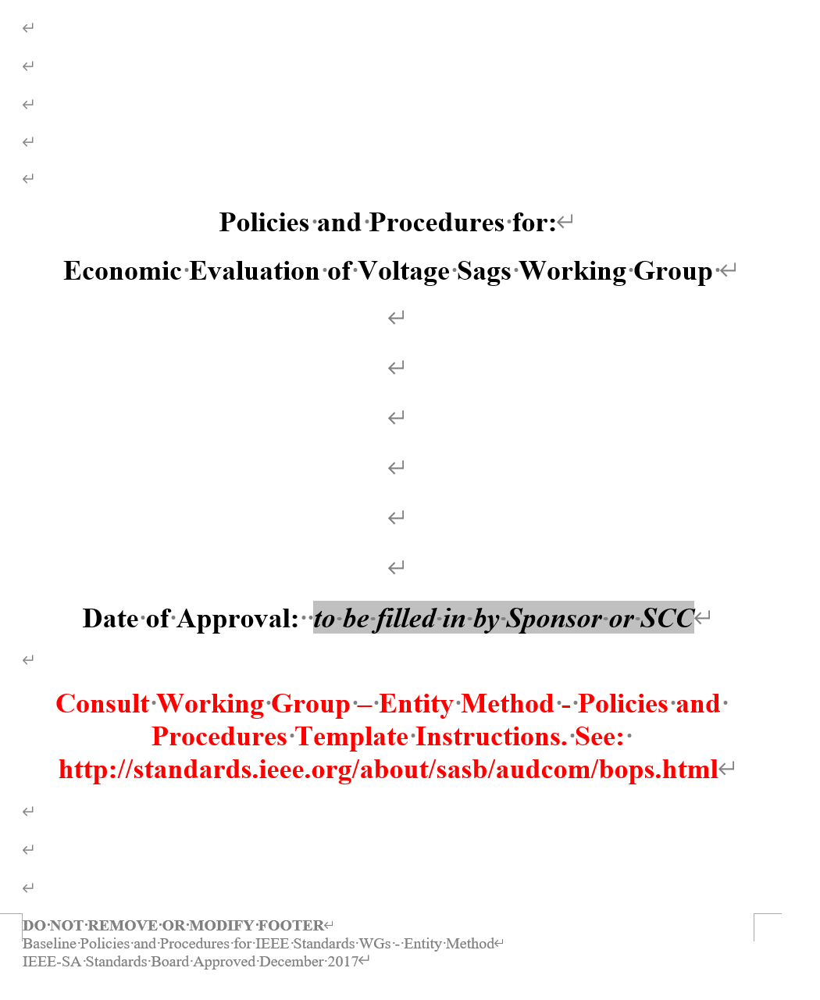 Policies and Procedures for:
Economic Evaluation of Voltage Sags Working Group
Date of Approval:  to be filled in by Sponsor or SCC
Consult Working Group – Entity Method - Policies and
Procedures Template Instructions. See:
http://standards.ieee.org/about/sasb/audcom/bops.html
DO NOT REMOVE OR MODIFY FOOTER
Baseline Policies and Procedures for IEEE Standards WGs - Entity Method
IEEE-SA Standards Board Approved December 2017